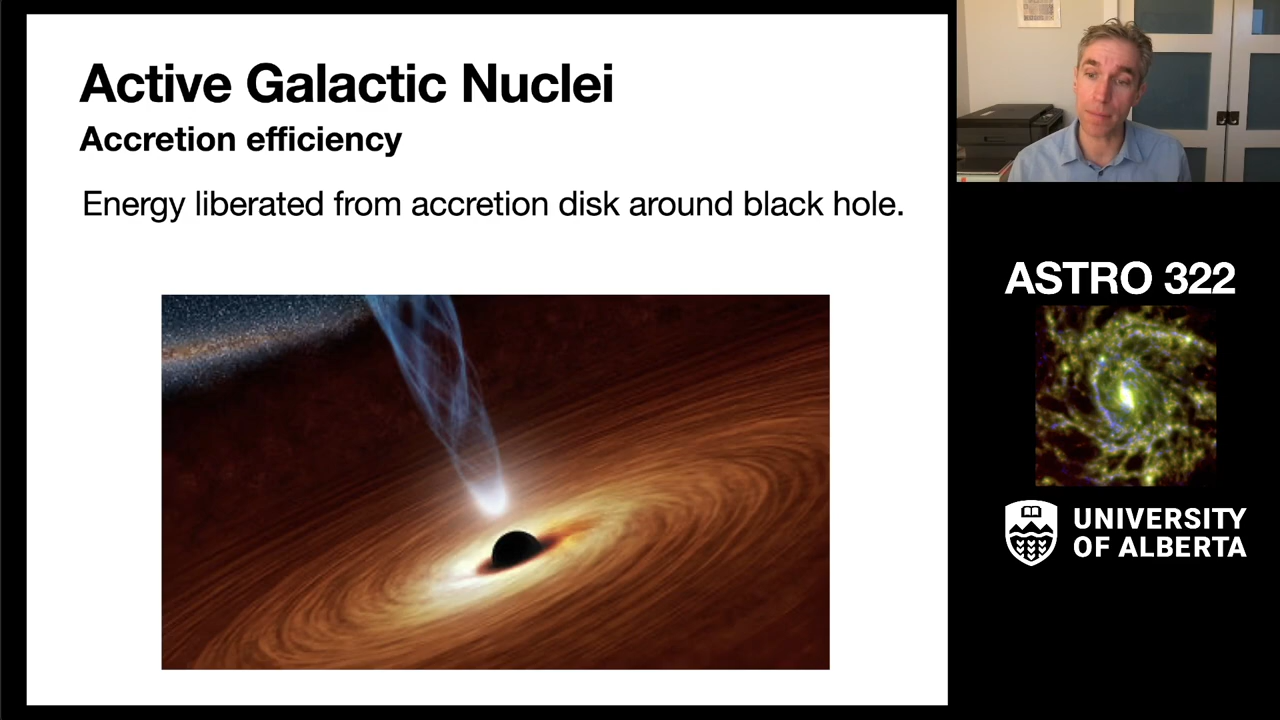 Active Galactic Nuclei
Accretion efficiency
Energy liberated from accretion disk around black hole.
ASTRO 322
UNIVERSITY
OF ALBERTA